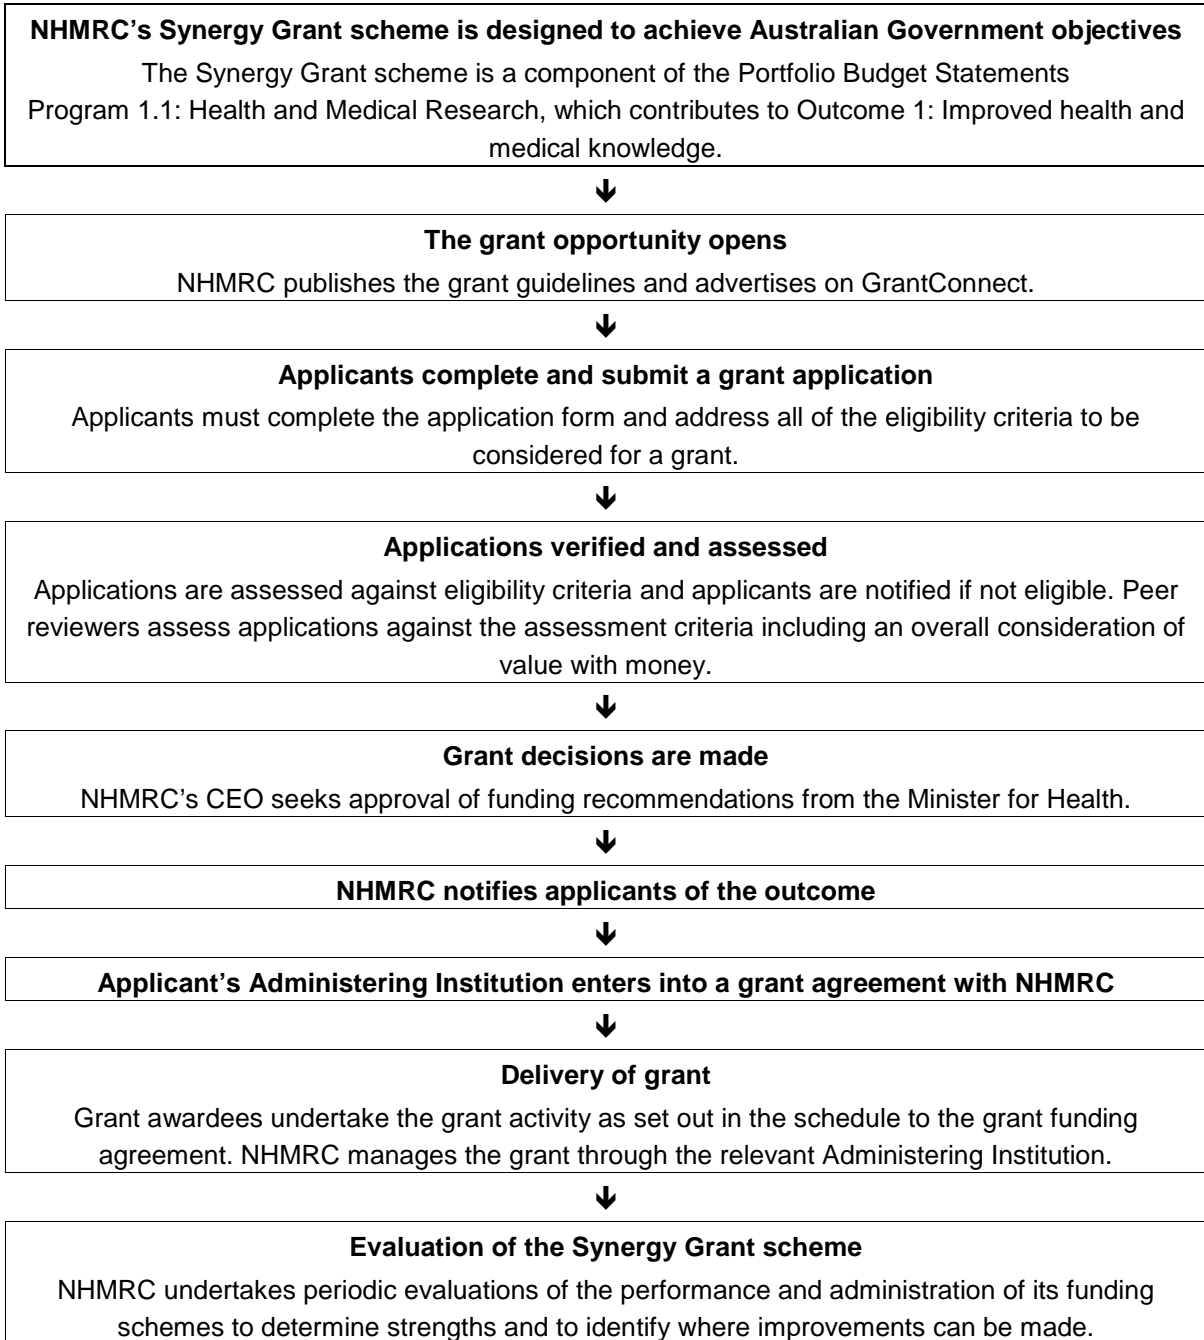 NHMRC's Synergy Grant scheme is designed to achieve Australian Government objectives
The Synergy Grant scheme is a component of the Portfolio Budget Statements
Program 1.1: Health and Medical Research, which contributes to Outcome 1: Improved health and
medical knowledge.
The grant opportunity opens
NHMRC publishes the grant guidelines and advertises on GrantConnect.
Applicants complete and submit a grant application
Applicants must complete the application form and address all of the eligibility criteria to be
considered for a grant.
Applications verified and assessed
Applications are assessed against eligibility criteria and applicants are notified if not eligible. Peer
reviewers assess applications against the assessment criteria including an overall consideration of
value with money.
Grant decisions are made
NHMRC's CEO seeks approval of funding recommendations from the Minister for Health.
NHMRC notifies applicants of the outcome
Applicant's Administering Institution enters into a grant agreement with NHMRC
Delivery of grant
Grant awardees undertake the grant activity as set out in the schedule to the grant funding
agreement. NHMRC manages the grant through the relevant Administering Institution.
Evaluation of the Synergy Grant scheme
NHMRC undertakes periodic evaluations of the performance and administration of its funding
schemes to determine strengths and to identify where improvements can be made.